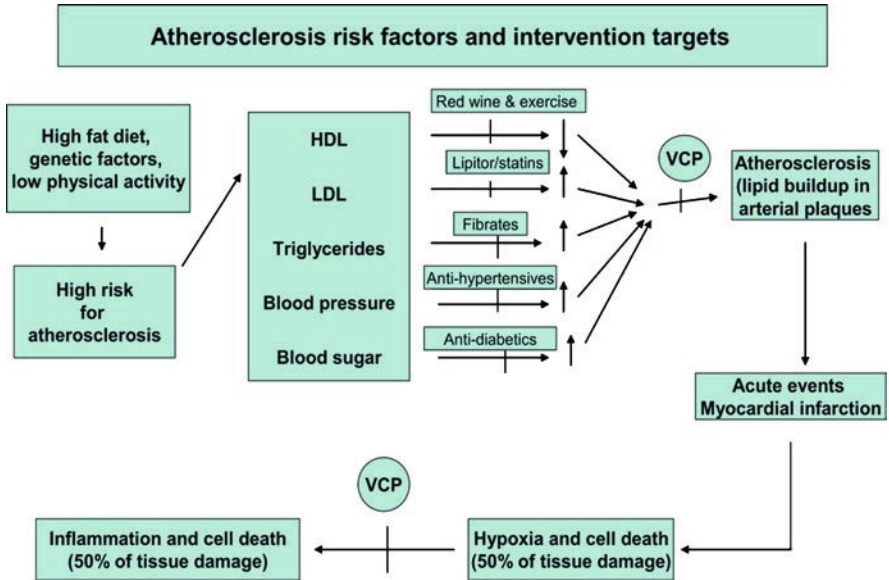 Atherosclerosis risk factors and intervention targets
High fat diet,
genetic factors,
low physical activity
High risk
for
atherosclerosis
HDL
LDL
Triglycerides
Blood pressure
Blood sugar
Red wine & exercise
Lipitor/statins
Fibrates
Anti-hypertensives
Anti-diabetics
VCP
Atherosclerosis
(lipid buildup in
arterial plaques
Acute events
Myocardial infarction
Hypoxia and cell death
(50% of tissue damage)
VCP
Inflammation and cell death
(50% of tissue damage)